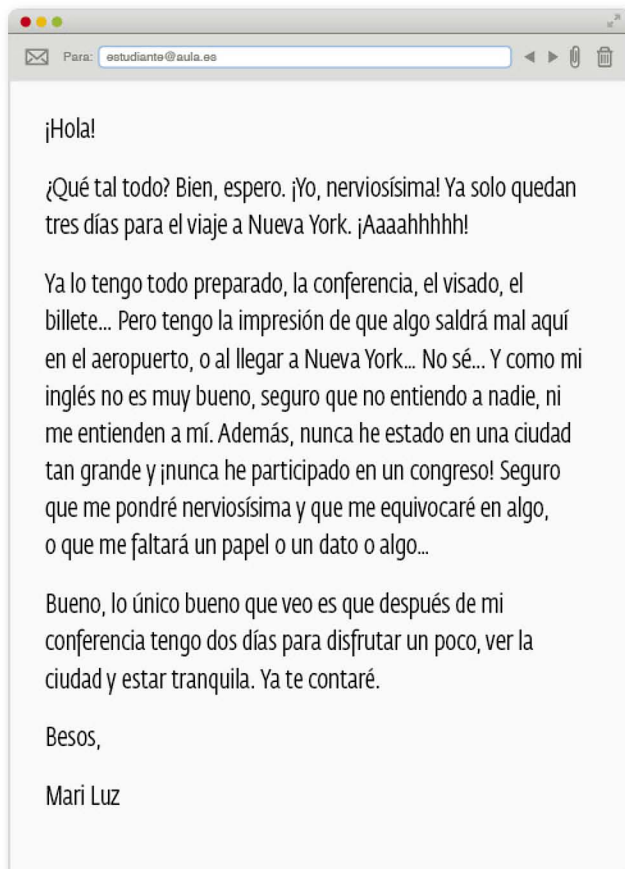 Para: estudiante@aula.es
¡Hola!
¿Qué tal todo? Bien, espero. ¡Yo, nerviosísima! Ya solo quedan
tres días para el viaje a Nueva York. ¡Aaaahhhhh!
Ya lo tengo todo preparado, la conferencia, el visado, el
billete... Pero tengo la impresión de que algo saldrá mal aquí
en el aeropuerto, o al llegar a Nueva York... No sé... Y como mi
inglés no es muy bueno, seguro que no entiendo a nadie, ni
me entienden a mí. Además, nunca he estado en una ciudad
tan grande y ¡nunca he participado en un congreso! Seguro
que me pondré nerviosísima y que me equivocaré en algo,
o que me faltará un papel o un dato o algo...
Bueno, lo único bueno que veo es que después de mi
conferencia tengo dos días para disfrutar un poco, ver la
ciudad y estar tranquila. Ya te contaré.
Besos,
Mari Luz